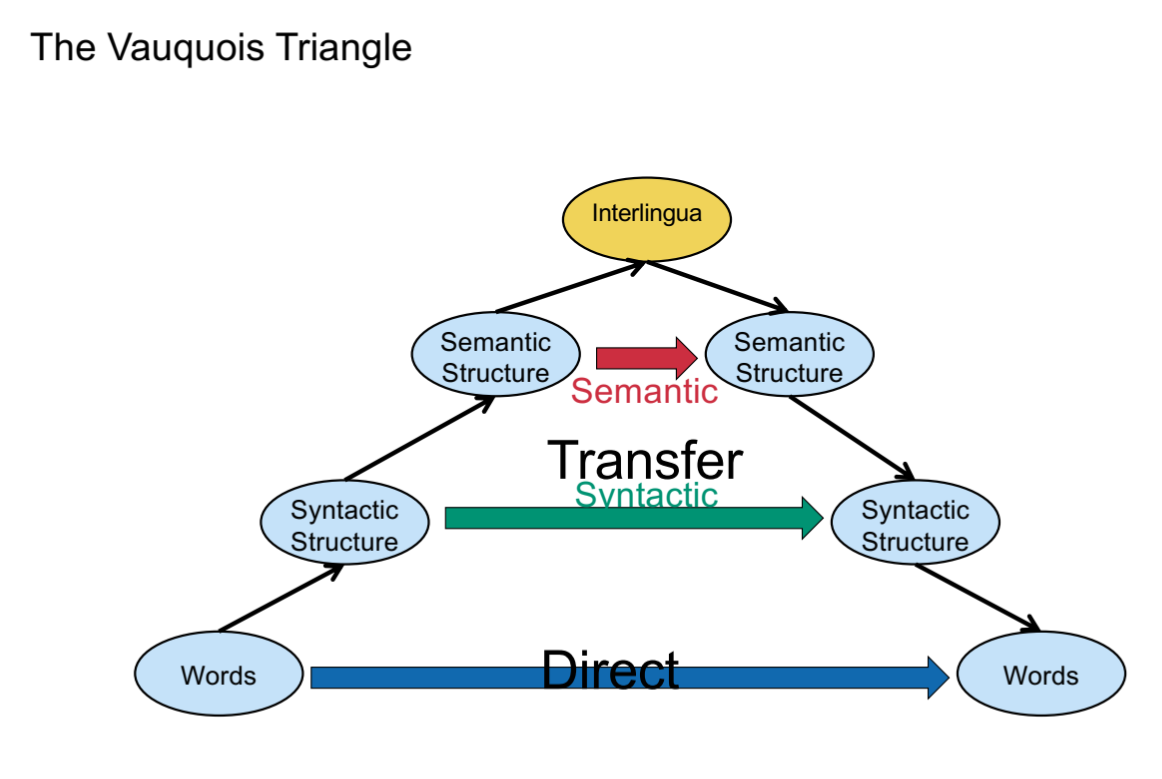 The Vauquois Triangle
Interlingua
Semantic
Structure
Semantic
Semantic
Structure
Transfer
Syntactic
Syntactic
Structure
Syntactic
Structure
Words
Direct
Words